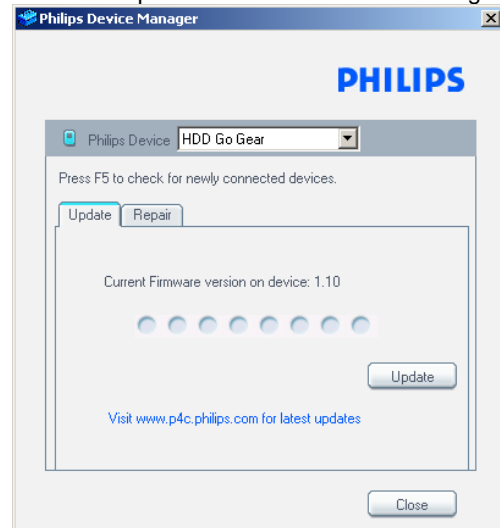 Philips Device Manager
PHILIPS
Philips Device HDD Go Gear
Press F5 to check for newly connected devices.
Update Repair
Current Firmware version on device: 1.10
Update
Visit www.p4c.philips.com for latest updates
Close